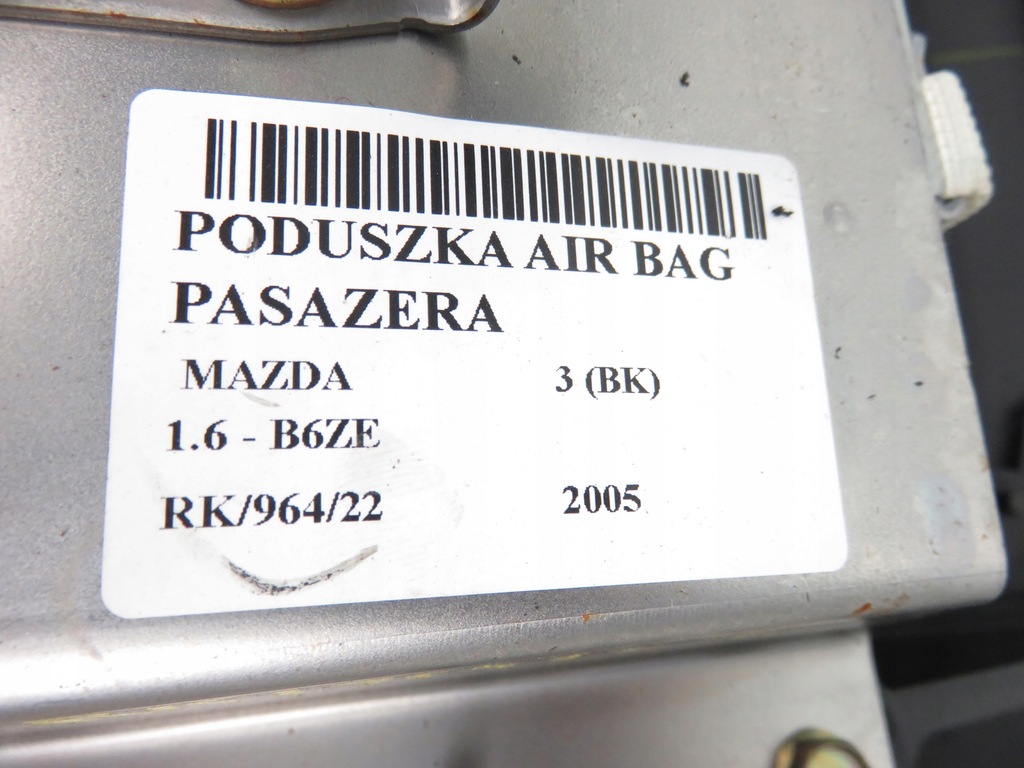 PODUSZKA AIR BAG
PASAZERA
MAZDA 3 (BK)
1.6 - B6ZE
RK/964/22 2005